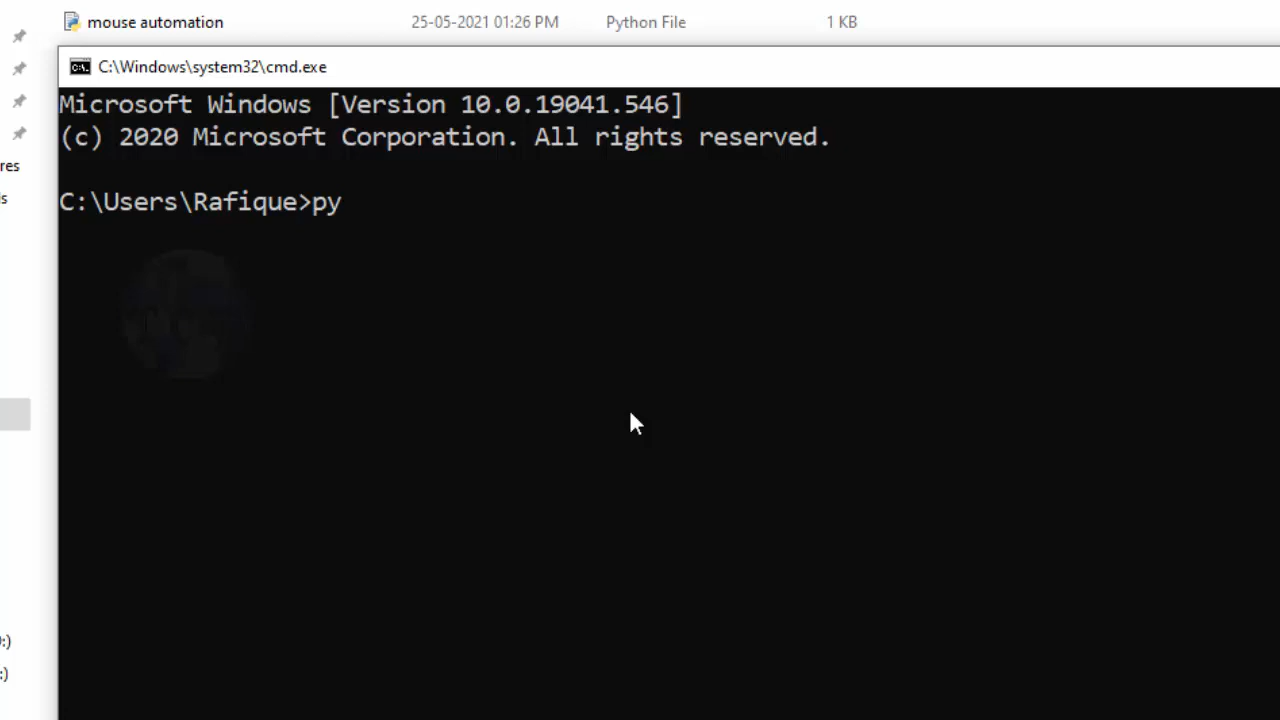 mouse automation 25-05-2021 01:26 PM Python File 1 KB
C:\Windows\system32\cmd.exe
Microsoft Windows [Version 10.0.19041.546]
(c) 2020 Microsoft Corporation. All rights reserved.
res
s
C:\Users\Rafique>py
:)
:)